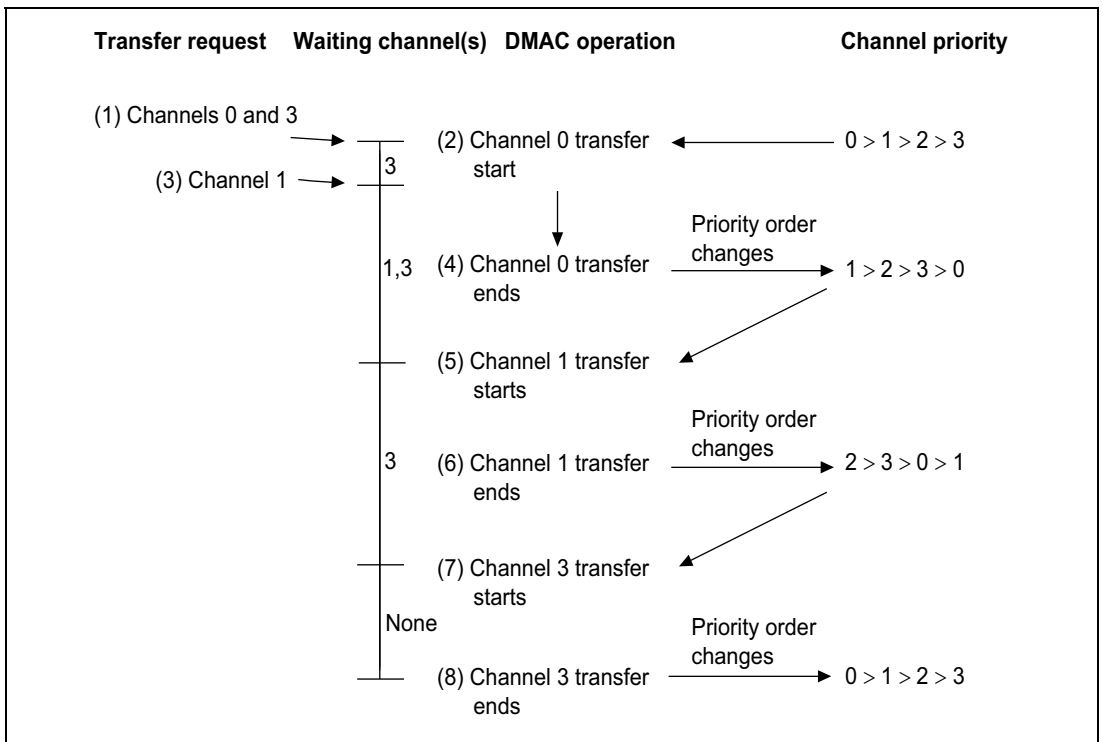 Transfer request Waiting channel(s) DMAC operation Channel priority
(1) Channels 0 and 3
(2) Channel 0 transfer
start
0 > 1 > 2 > 3
3
(3) Channel 1
Priority order
changes
1,3
(4) Channel 0 transfer
ends
1 > 2 > 3 > 0
(5) Channel 1 transfer
starts
Priority order
changes
3
(6) Channel 1 transfer
ends
2 > 3 > 0 > 1
(7) Channel 3 transfer
starts
None
Priority order
changes
(8) Channel 3 transfer
ends
0 > 1 > 2 > 3